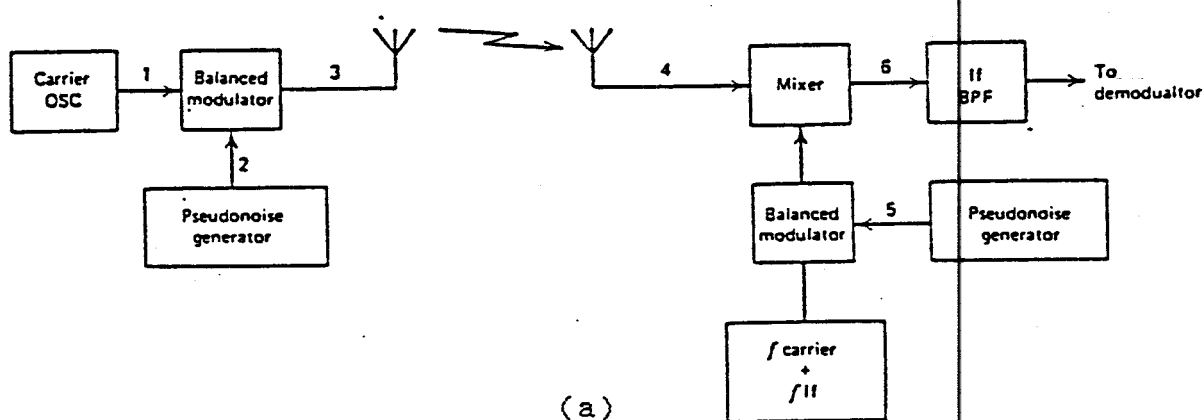 Carrier
OSC
1
Balanced
modulator
3
2
Pseudonoise
generator
4
Mixer
6
If
BPF
To
demodualtor
Balanced
modulator
5
Pseudonoise
generator
f carrier
+
f if
(a)